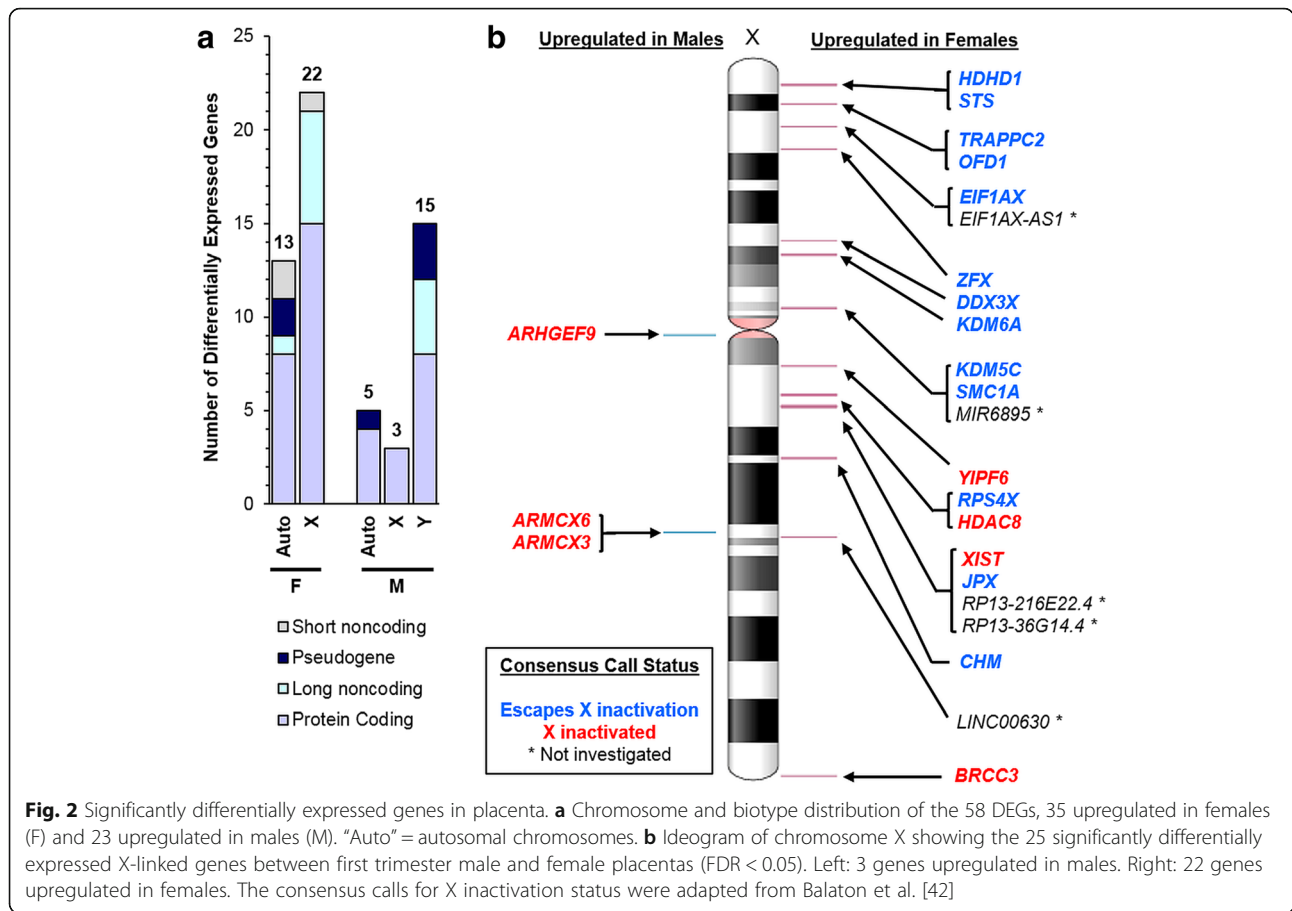 a
25
20
15
10
5
0
Number of Differentially Expressed Genes
13
22
5
3
15
Auto
X
Auto
X
Y
F
M
Short noncoding
Pseudogene
Long noncoding
Protein Coding
b
Upregulated in Males
X
Upregulated in Females
ARHGEF9
ARMCX6
ARMCX3
HDHD1
STS
TRAPPC2
OFD1
EIF1AX
EIF1AX-AS1 *
ZFX
DDX3X
KDM6A
KDM5C
SMC1A
MIR6895 *
YIPF6
RPS4X
HDAC8
XIST
JPX
RP13-216E22.4 *
RP13-36G14.4 *
CHM
LINC00630 *
BRCC3
Consensus Call Status
Escapes X inactivation
X inactivated
* Not investigated
Fig. 2 Significantly differentially expressed genes in placenta. a Chromosome and biotype distribution of the 58 DEGs, 35 upregulated in females
(F) and 23 upregulated in males (M). “Auto” = autosomal chromosomes. b Ideogram of chromosome X showing the 25 significantly differentially
expressed X-linked genes between first trimester male and female placentas (FDR < 0.05). Left: 3 genes upregulated in males. Right: 22 genes
upregulated in females. The consensus calls for X inactivation status were adapted from Balaton et al. [42]